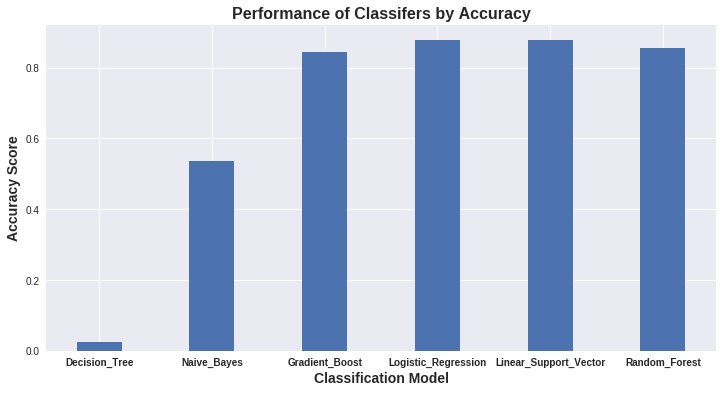 Performance of Classifers by Accuracy
Accuracy Score
0.8
0.6
0.4
0.2
0.0
Decision_Tree Naive_Bayes Gradient_Boost Logistic_Regression Linear_Support_Vector Random_Forest
Classification Model